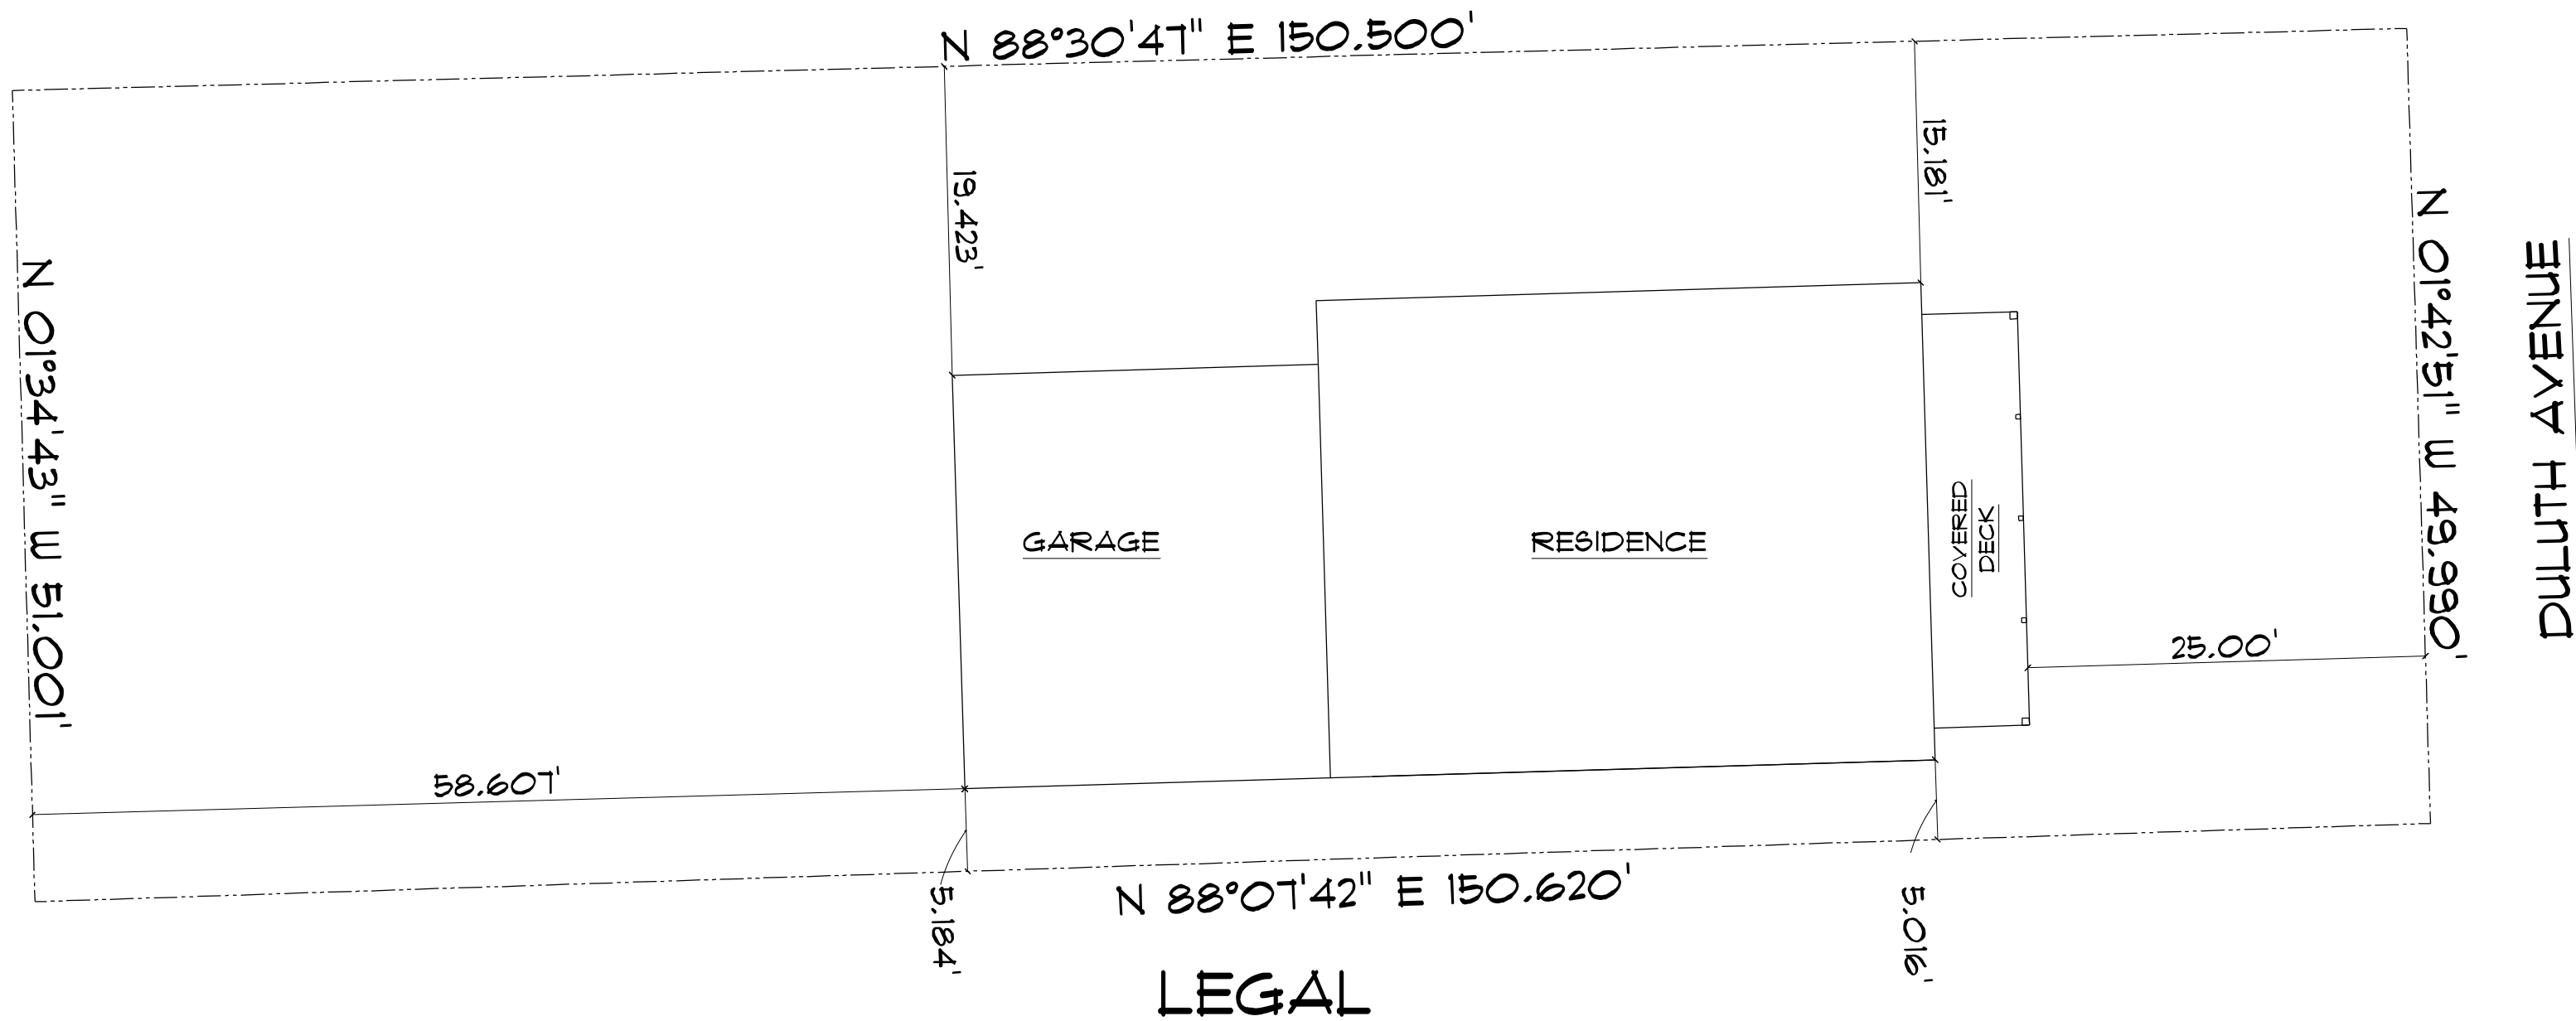 N 88°30'47" E 150.500'
19.423'
15.181'
N 01°34'43" W 51.001'
N 01°42'51" W 49.990'
DULUTH AVENUE
GARAGE
RESIDENCE
COVERED
DECK
25.00'
58.607'
5.184'
N 88°07'42" E 150.620'
5.016'
LEGAL